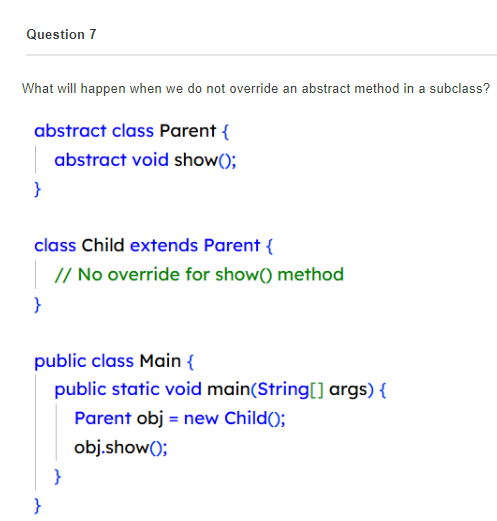 Question 7
What will happen when we do not override an abstract method in a subclass?
abstract class Parent {
abstract void show();
}
class Child extends Parent {
// No override for show() method
}
public class Main {
public static void main(String[] args) {
Parent obj = new Child();
obj.show();
}
}